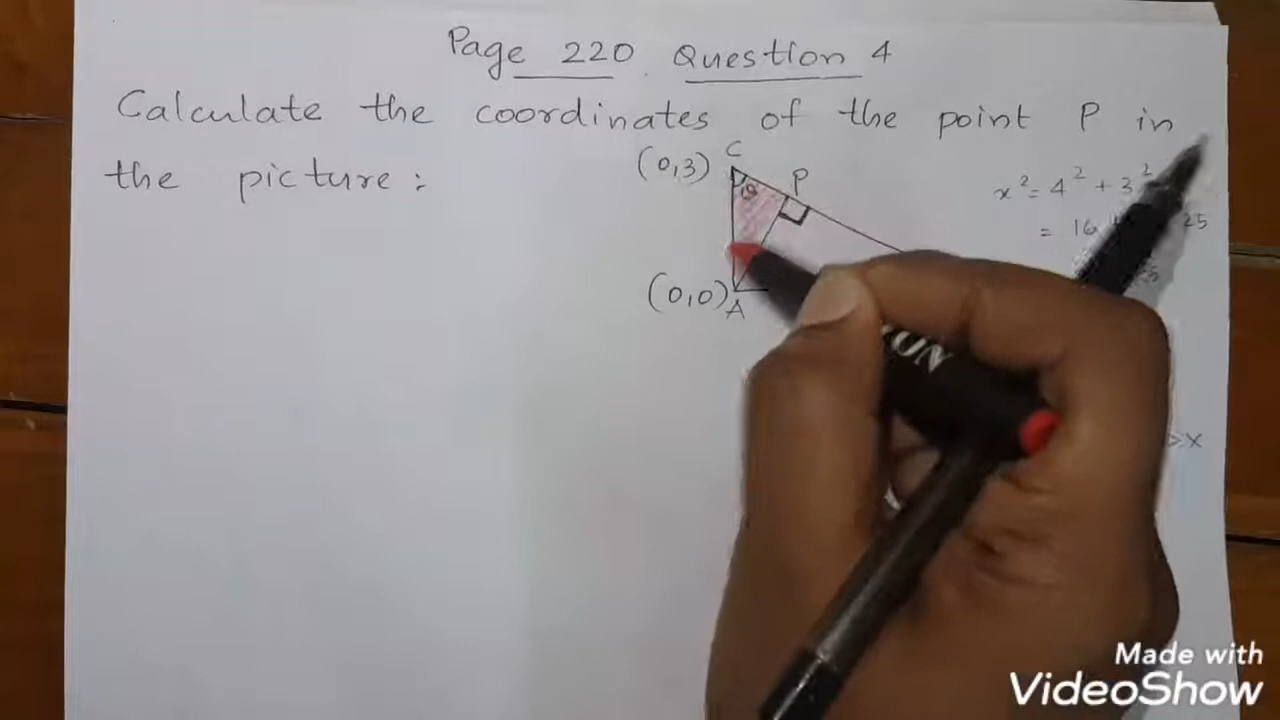 Page 220 Question 4
Calculate the coordinates of the point P in
the picture :
C
(0,3)
P
θ
x² = 4² + 3²
= 16 25
(0,0)
A
X
Made with
VideoShow